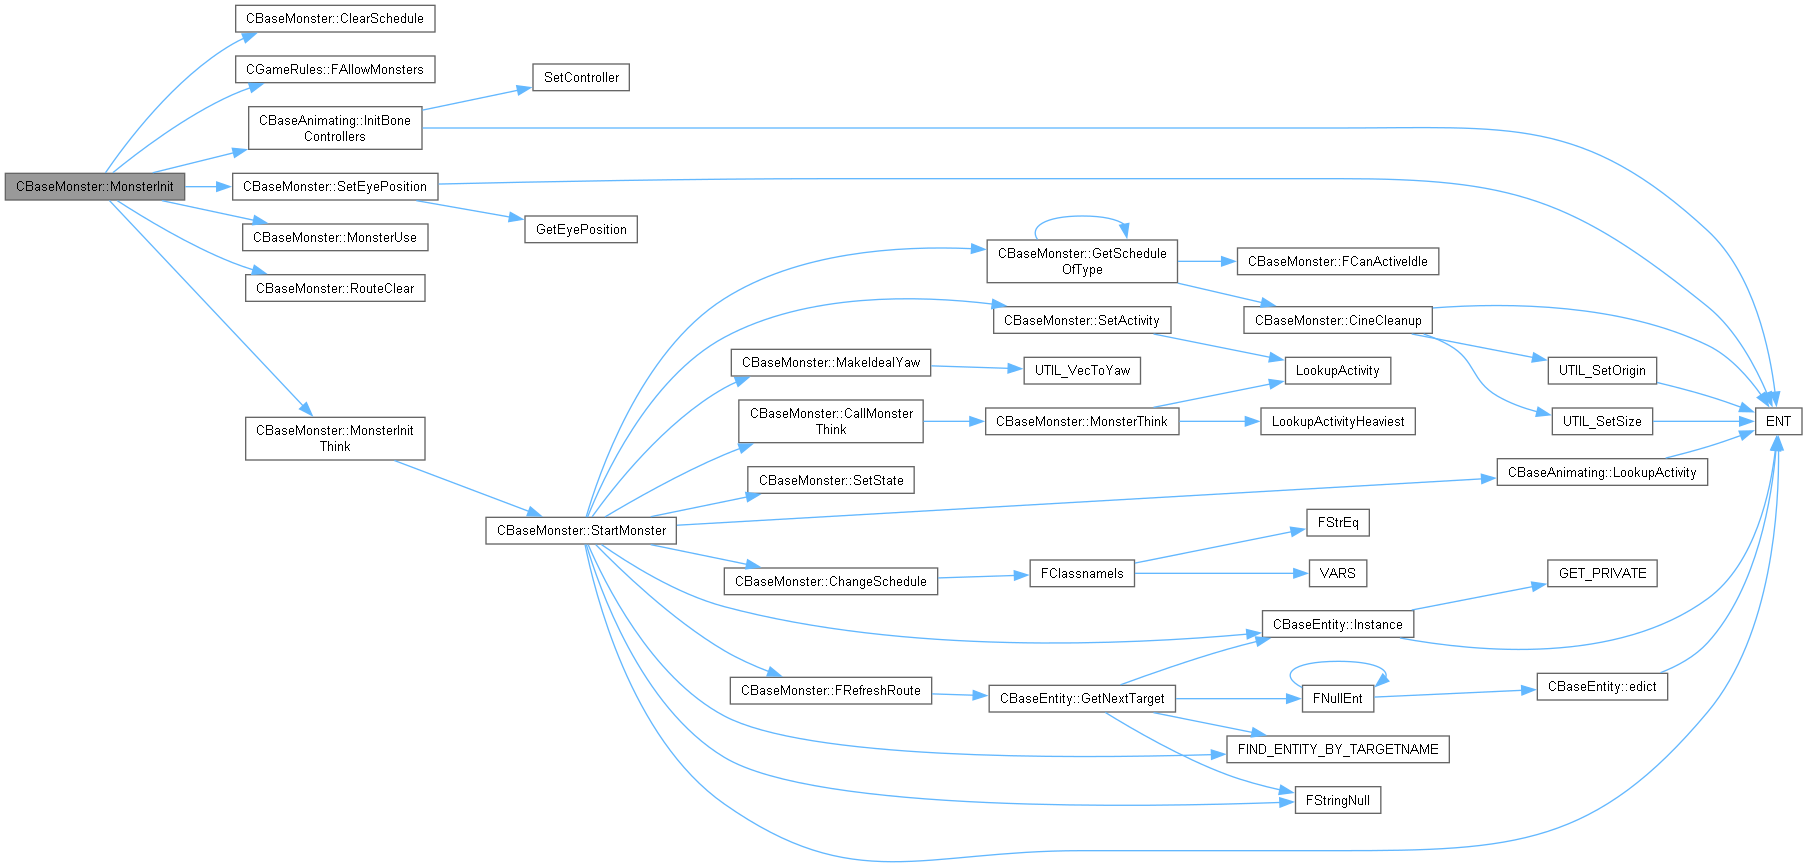 CBaseMonster::ClearSchedule
CGameRules::FAllowMonsters
SetController
CBaseAnimating::InitBone
Controllers
CBaseMonster::MonsterInit
CBaseMonster::SetEyePosition
GetEyePosition
CBaseMonster::MonsterUse
CBaseMonster::GetSchedule
OfType
CBaseMonster::FCanActiveIdle
CBaseMonster::RouteClear
CBaseMonster::SetActivity
CBaseMonster::CineCleanup
CBaseMonster::MakeIdealYaw
UTIL_VecToYaw
LookupActivity
UTIL_SetOrigin
CBaseMonster::CallMonster
Think
CBaseMonster::MonsterThink
LookupActivityHeaviest
UTIL_SetSize
ENT
CBaseMonster::MonsterInit
Think
CBaseMonster::SetState
CBaseAnimating::LookupActivity
CBaseMonster::StartMonster
FStrEq
CBaseMonster::ChangeSchedule
FClassnameIs
VARS
GET_PRIVATE
CBaseEntity::Instance
CBaseMonster::FRefreshRoute
CBaseEntity::GetNextTarget
FNullEnt
CBaseEntity::edict
FIND_ENTITY_BY_TARGETNAME
FStringNull